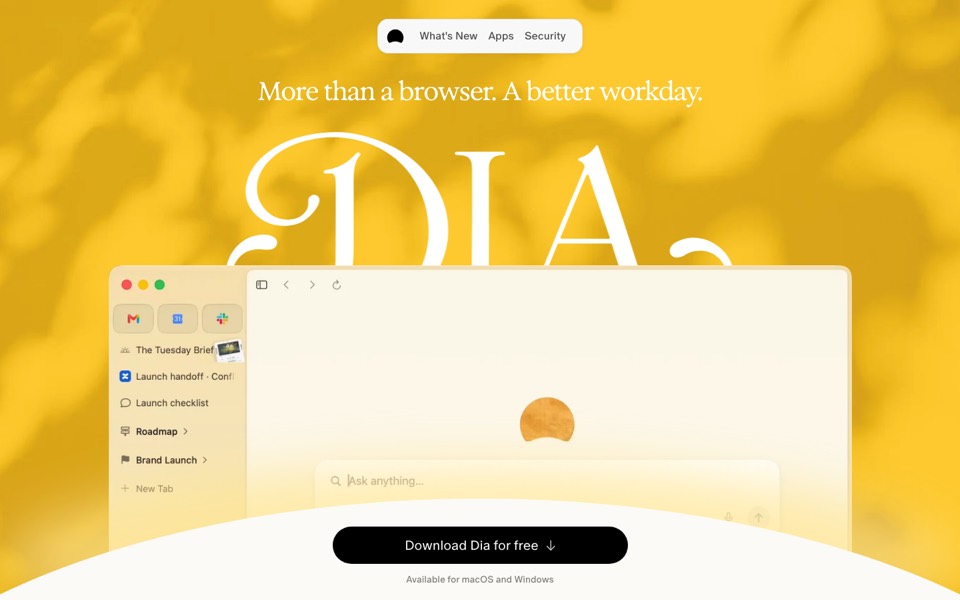 What's New Apps Security
More than a browser. A better workday.
DIA
31
The Tuesday Brief
Launch handoff · Conf
Launch checklist
Roadmap
Brand Launch
New Tab
Ask anything...
Download Dia for free
Available for macOS and Windows